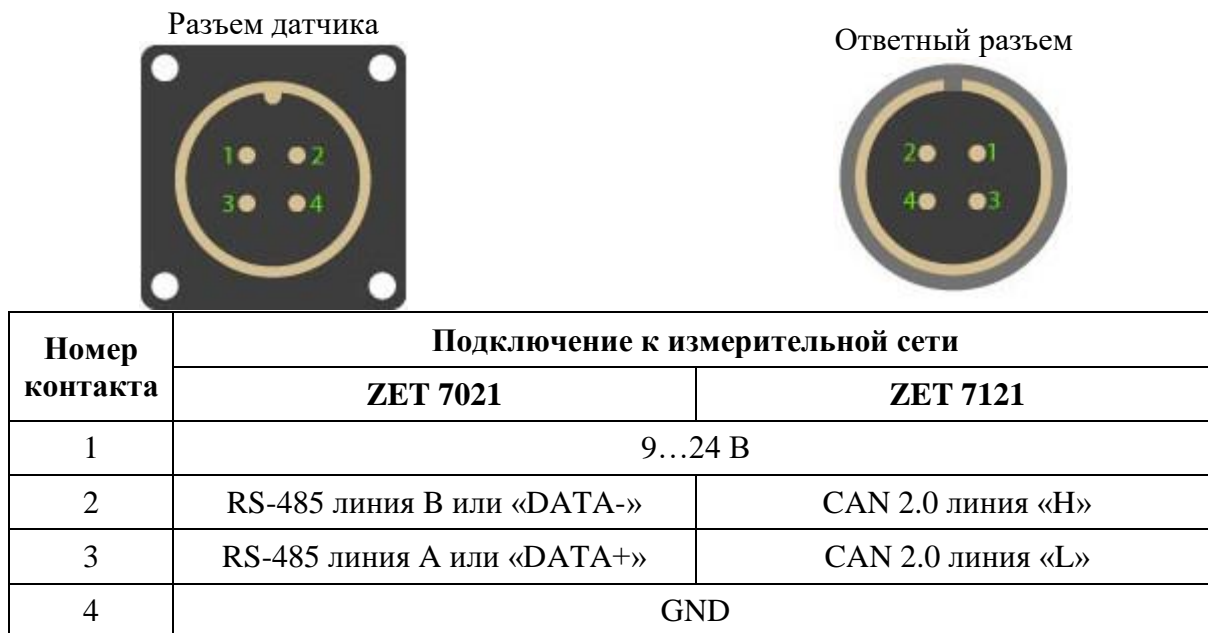 Разъем датчика
Ответный разъем
1 2
3 4
2 1
4 3
Номер контакта
Подключение к измерительной сети
ZET 7021 ZET 7121
1 9…24 В
2 RS-485 линия B или «DATA-» CAN 2.0 линия «H»
3 RS-485 линия A или «DATA+» CAN 2.0 линия «L»
4 GND